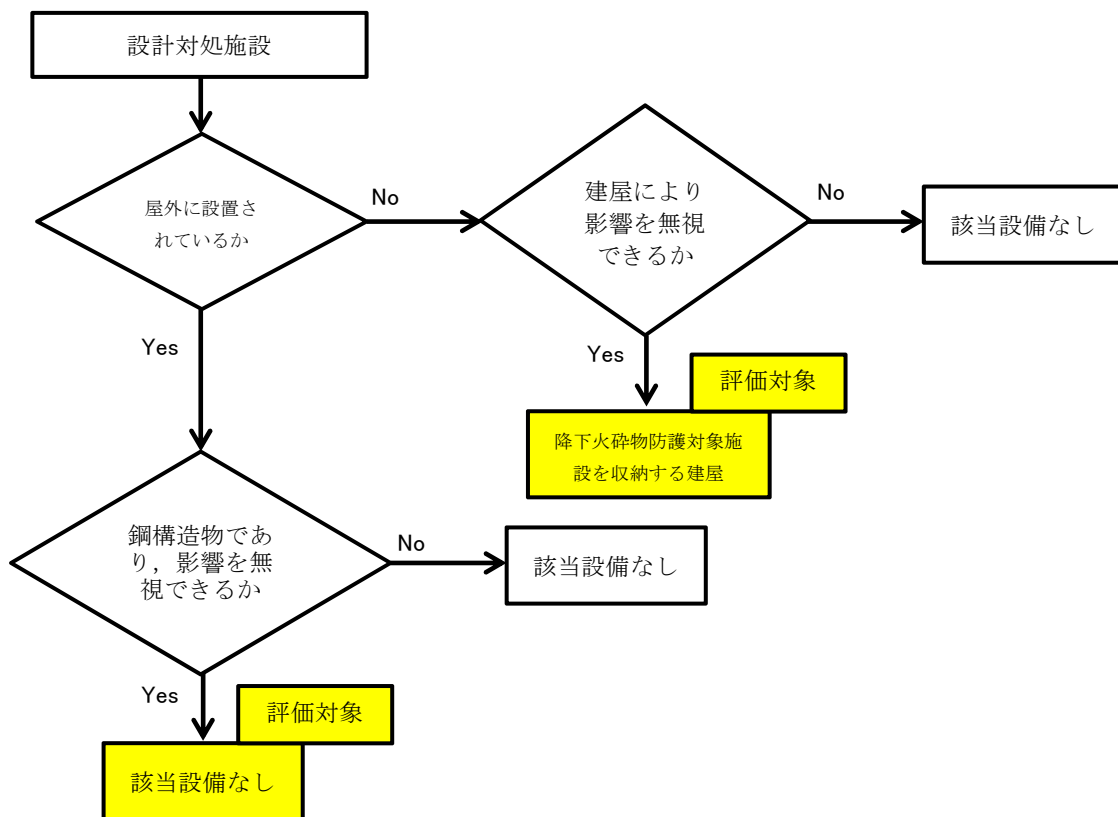 設計対処施設
屋外に設置さ
れているか
No
建屋により
影響を無視
できるか
No
該当設備なし
Yes
Yes
評価対象
降下火砕物防護対象施
設を収納する建屋
鋼構造物であ
り，影響を無
視できるか
No
該当設備なし
Yes
評価対象
該当設備なし